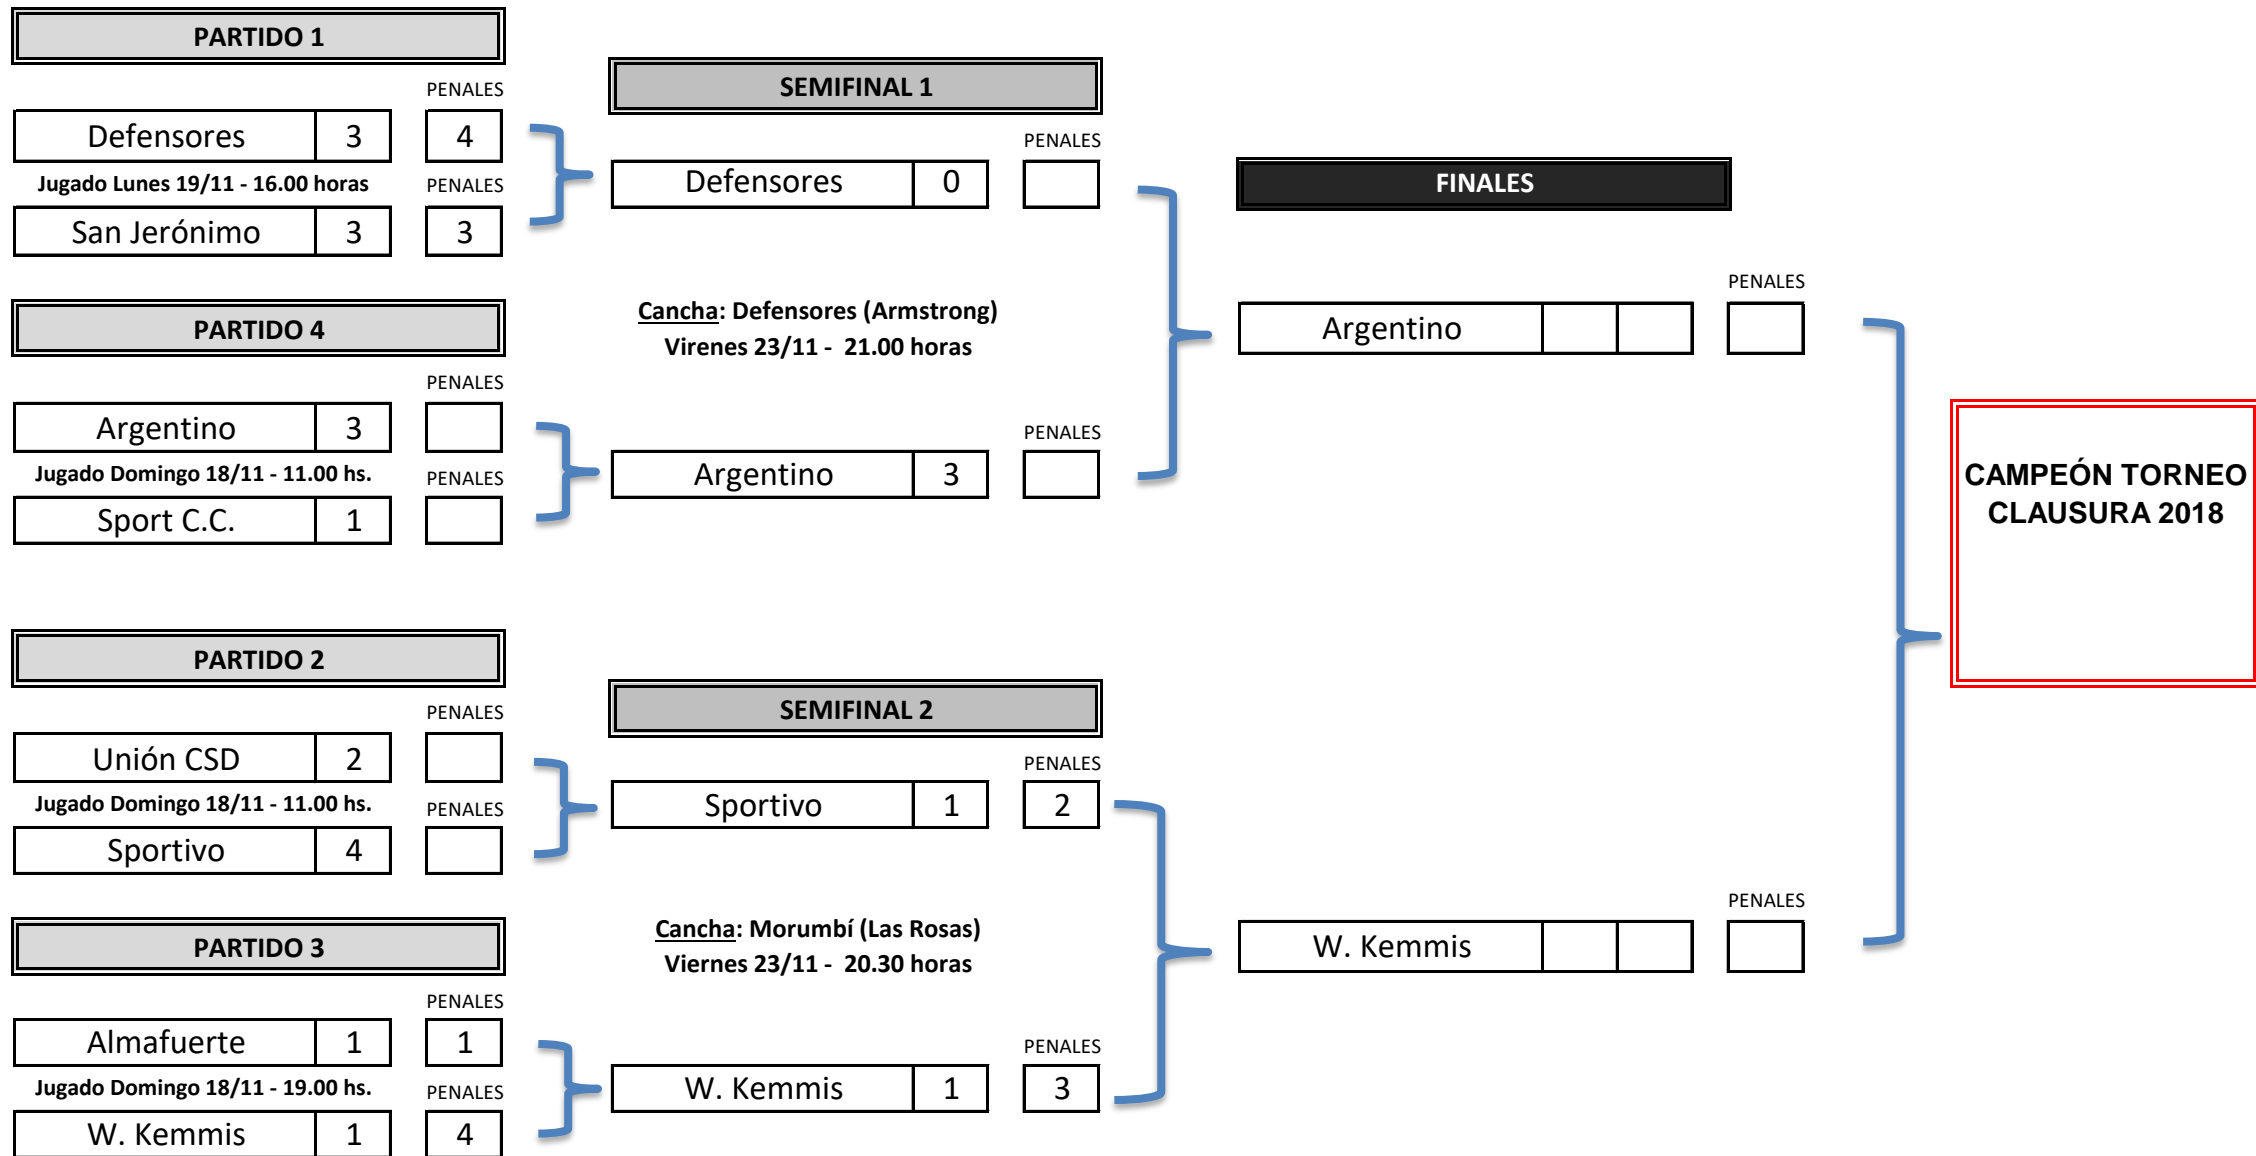 PARTIDO 1
PENALES
Defensores 3 4
Jugado Lunes 19/11 - 16.00 horas PENALES
San Jerónimo 3 3
PARTIDO 4
PENALES
Argentino 3
Jugado Domingo 18/11 - 11.00 hs. PENALES
Sport C.C. 1
PARTIDO 2
PENALES
Unión CSD 2
Jugado Domingo 18/11 - 11.00 hs. PENALES
Sportivo 4
PARTIDO 3
PENALES
Almafuerte 1 1
Jugado Domingo 18/11 - 19.00 hs. PENALES
W. Kemmis 1 4
SEMIFINAL 1
PENALES
Defensores 0
Cancha: Defensores (Armstrong)
Virenes 23/11 - 21.00 horas
PENALES
Argentino 3
SEMIFINAL 2
PENALES
Sportivo 1 2
Cancha: Morumbí (Las Rosas)
Viernes 23/11 - 20.30 horas
PENALES
W. Kemmis 1 3
FINALES
PENALES
Argentino
PENALES
W. Kemmis
CAMPEÓN TORNEO
CLAUSURA 2018